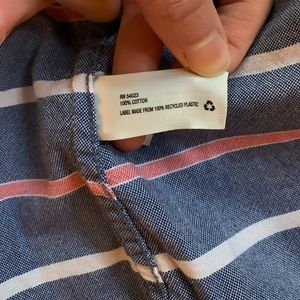 RN 54023
100% COTTON
LABEL MADE FROM 100% RECYCLED PLASTIC